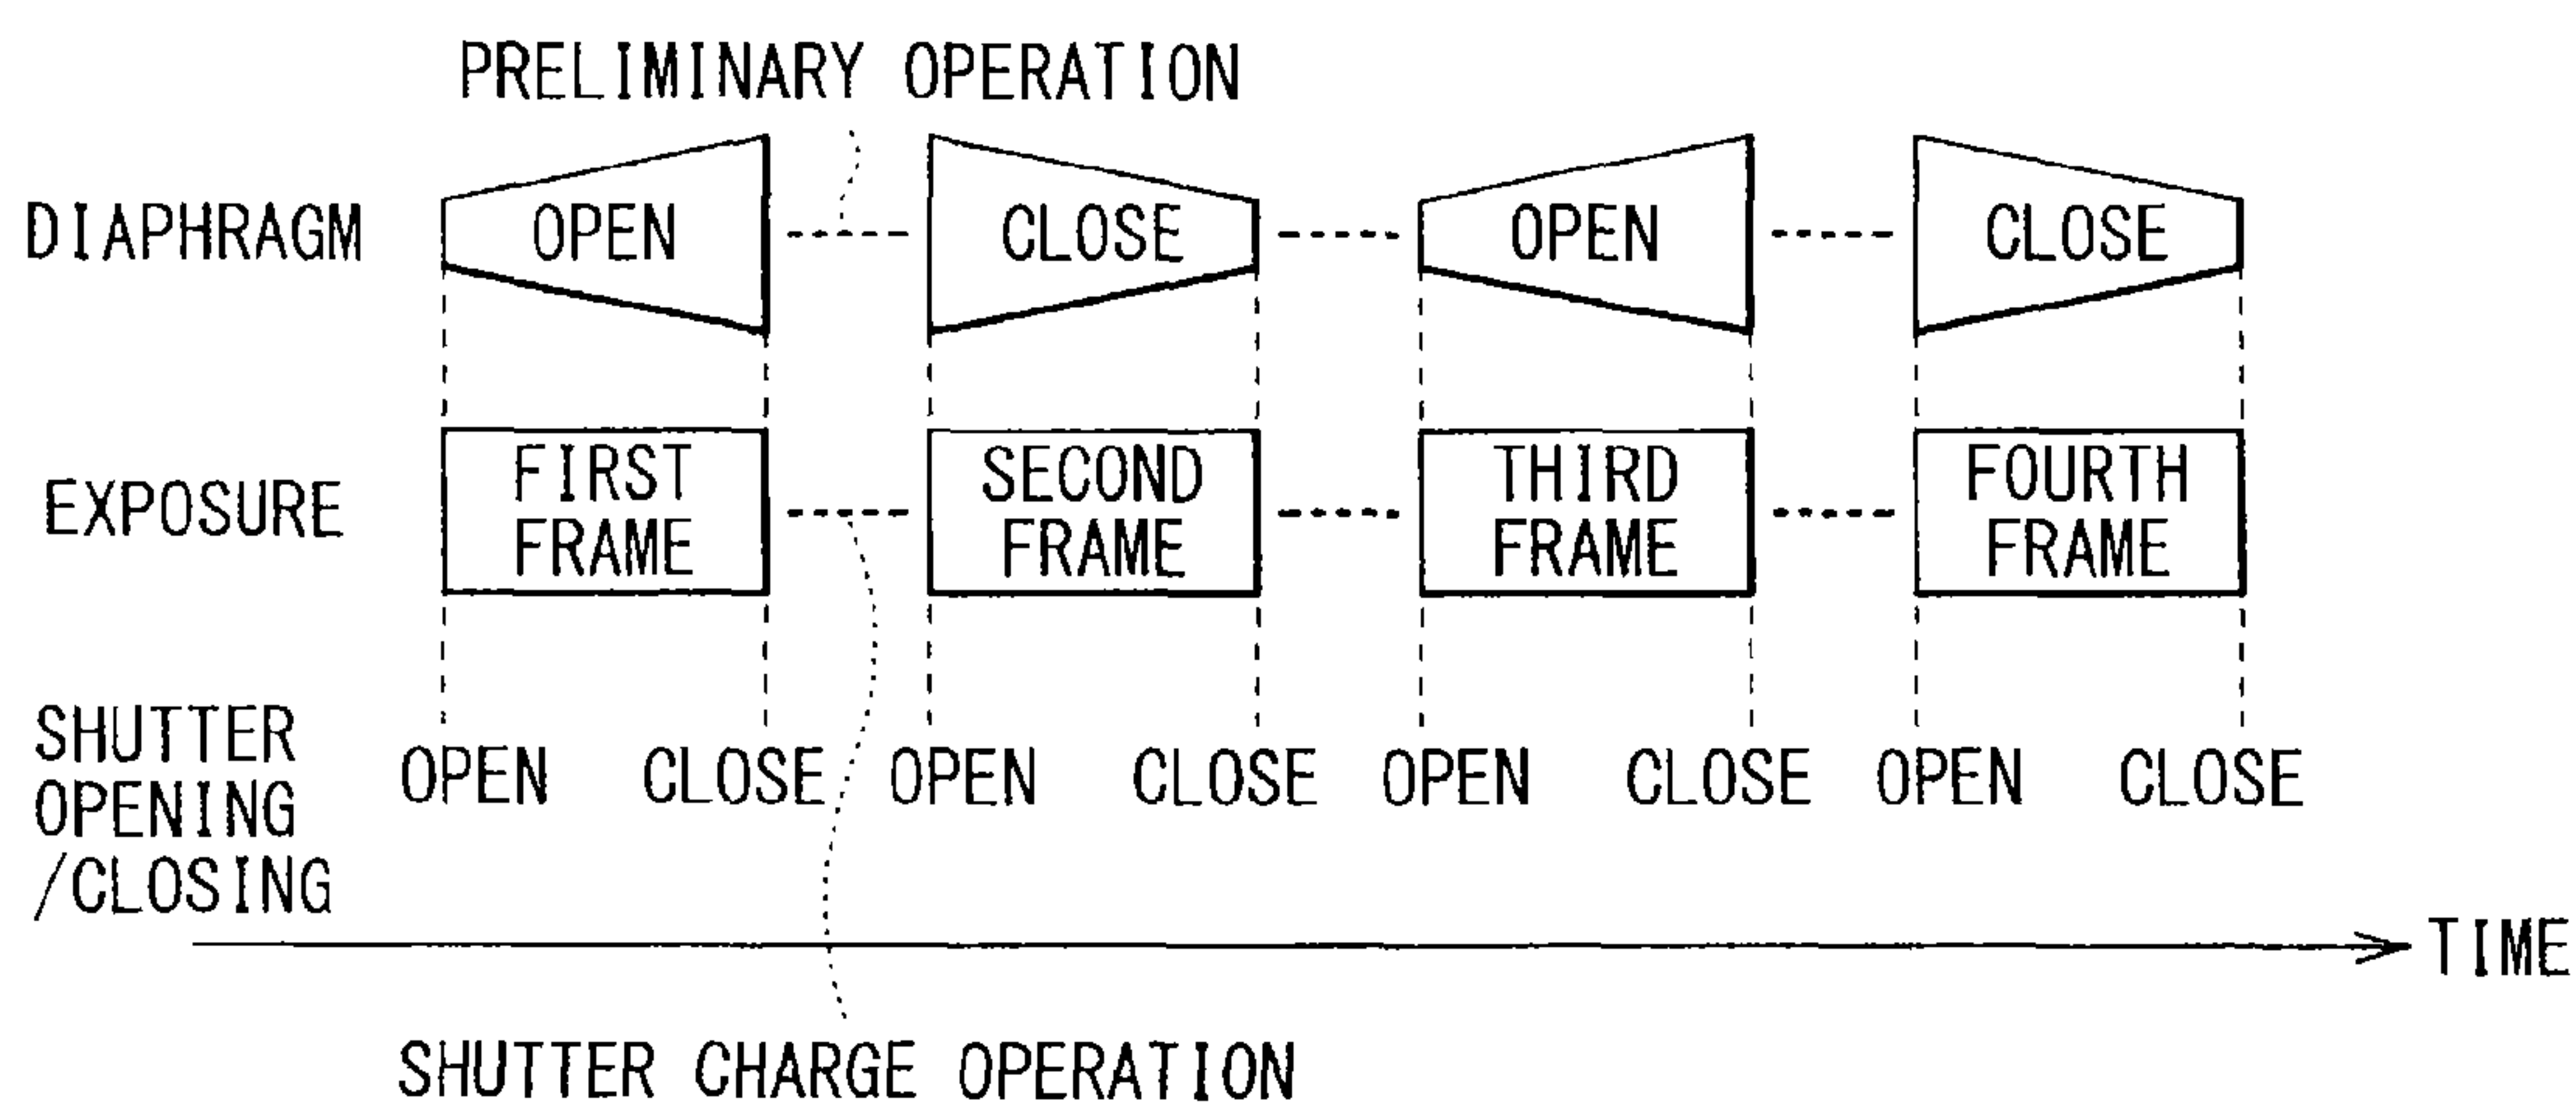 PRELIMINARY OPERATION
DIAPHRAGM
OPEN
CLOSE
OPEN
CLOSE
EXPOSURE
FIRST
FRAME
SECOND
FRAME
THIRD
FRAME
FOURTH
FRAME
SHUTTER
OPENING
/CLOSING
OPEN
CLOSE
OPEN
CLOSE
OPEN
CLOSE
OPEN
CLOSE
TIME
SHUTTER CHARGE OPERATION